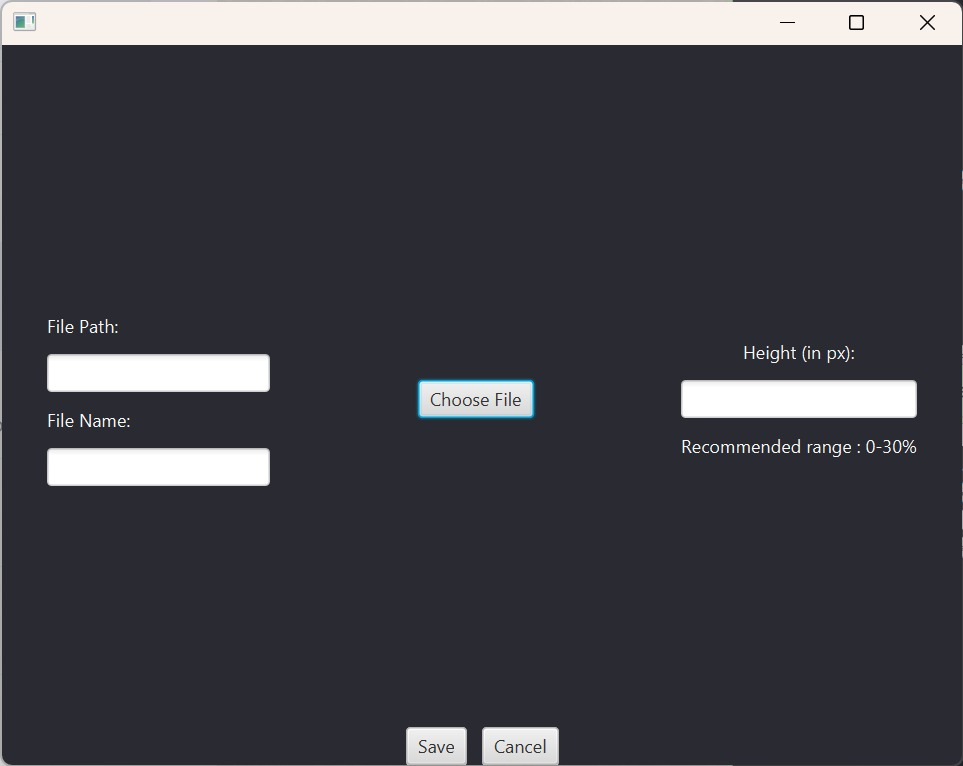 File Path:
File Name:
Choose File
Height (in px):
Recommended range : 0-30%
Save
Cancel